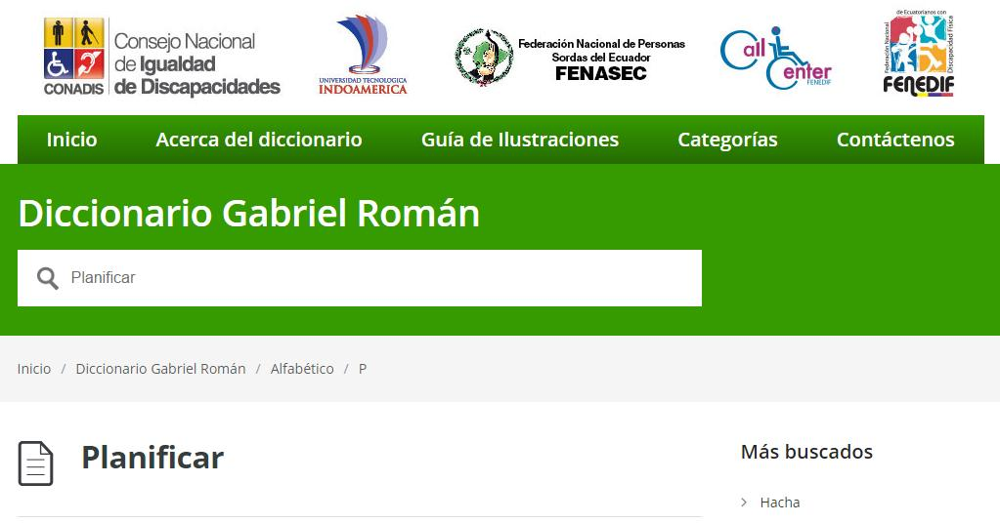 CONADIS
Consejo Nacional
de Igualdad
de Discapacidades
UNIVERSIDAD TECNOLOGICA
INDOAMERICA
Federación Nacional de Personas
Sordas del Ecuador
FENASEC
Call
Center
FENEDIF
de Ecuatorianos con
Federación Nacional
Discapacidad Física
FENEDIF
Inicio Acerca del diccionario Guía de Ilustraciones Categorías Contáctenos
Diccionario Gabriel Román
Planificar
Inicio / Diccionario Gabriel Román / Alfabético / P
Planificar
Más buscados
Hacha